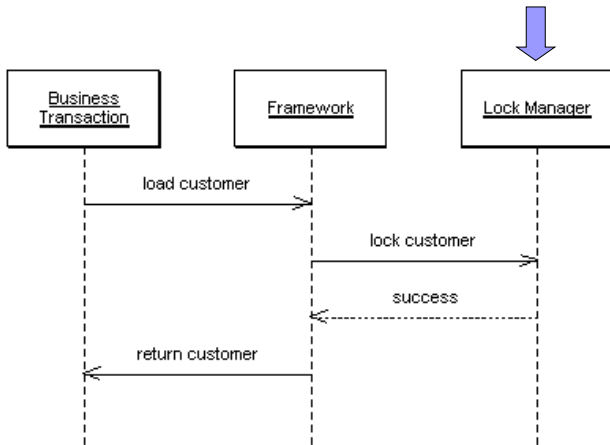 Business
Transaction
Framework
Lock Manager
load customer
lock customer
success
return customer